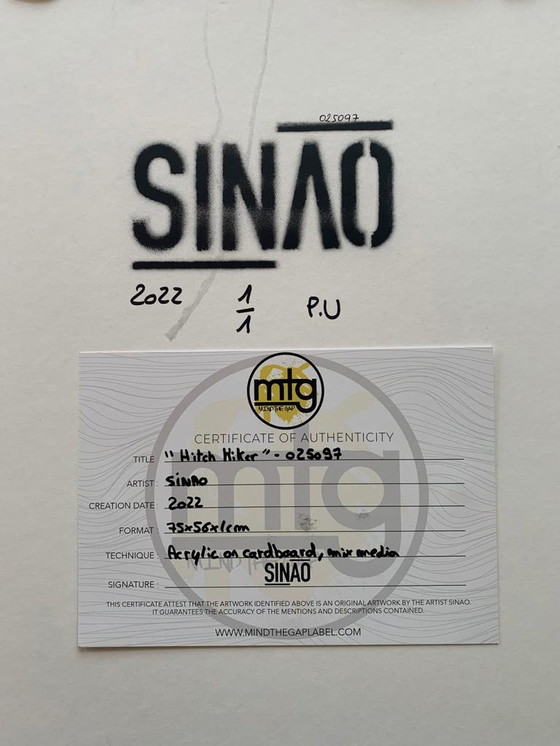 025097
SINAO
2022 1/1 P.U
mtg
MIND THE GAP
CERTIFICATE OF AUTHENTICITY
TITLE "Hitch Hiker" - 025097
ARTIST SINAO
CREATION DATE 2022
FORMAT 75x56x1cm
TECHNIQUE Acrylic on cardboard, mix media
SIGNATURE : SINAO
THIS CERTIFICATE ATTEST THAT THE ARTWORK IDENTIFIED ABOVE IS AN ORIGINAL ARTWORK BY THE ARTIST SINAO.
IT GUARANTEES THE ACCURACY OF THE MENTIONS AND DESCRIPTIONS CONTAINED.
WWW.MINDTHEGAPLABEL.COM